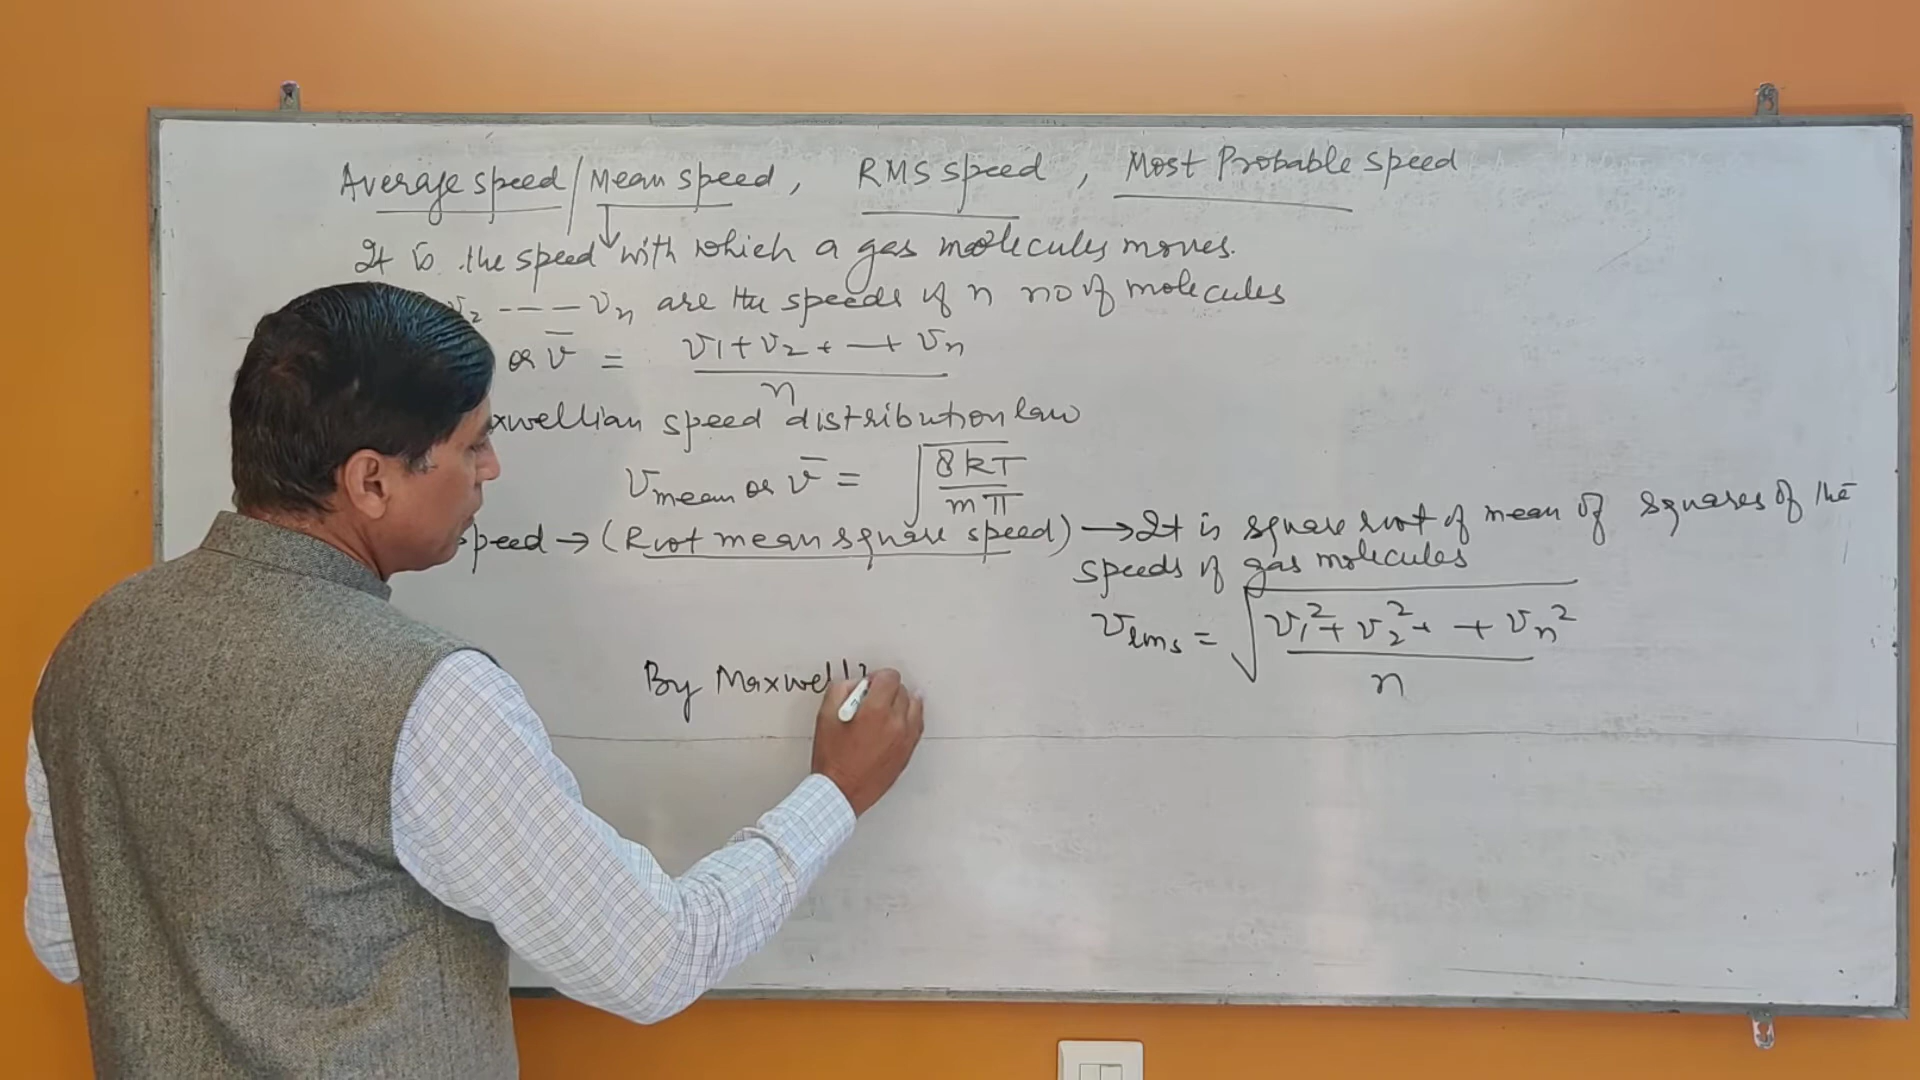 Average speed/Mean speed, RMS speed, Most Probable speed
It is the speed with which a gas molecules moves.
v₂ --- vₙ are the speeds of n no of molecules
or v̄ = (v₁ + v₂ + — + vₙ)/n
xwellian speed distribution law
v mean or v̄ = √(8kT/mπ)
speed → (Root mean square speed) → It is square root of mean of squares of the
speeds of gas molecules
v rms = √((v₁² + v₂² + + vₙ²)/n)
By Maxwelli